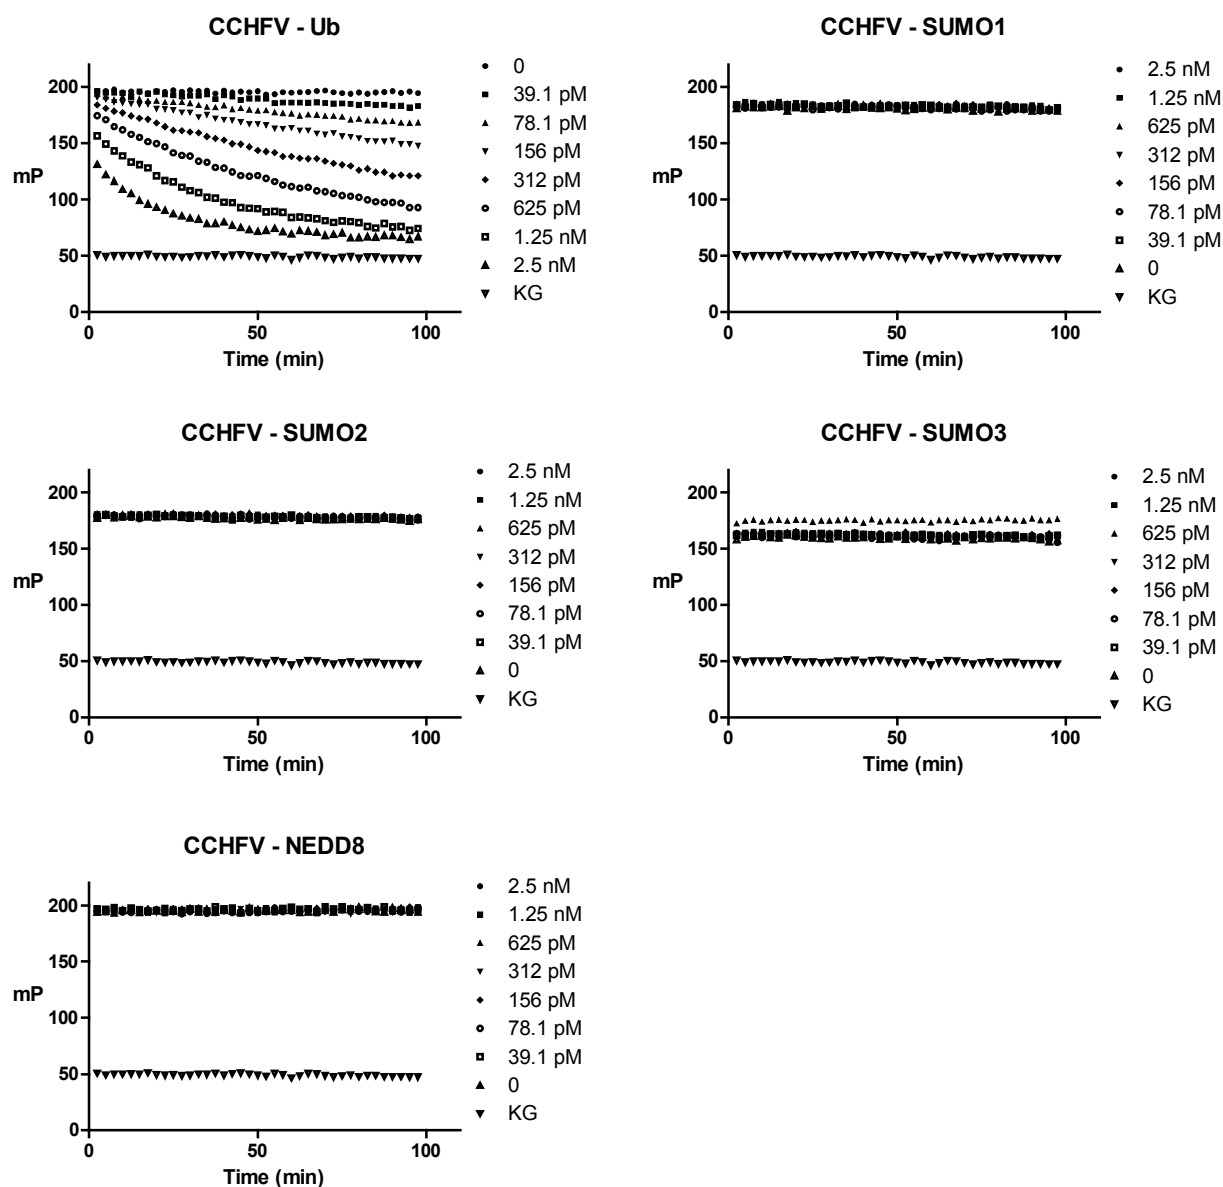 CCHFV - Ub
mP
200
150
100
50
0
0
50
100
Time (min)
0
39.1 pM
78.1 pM
156 pM
312 pM
625 pM
1.25 nM
2.5 nM
KG
CCHFV - SUMO1
mP
200
150
100
50
0
0
50
100
Time (min)
2.5 nM
1.25 nM
625 pM
312 pM
156 pM
78.1 pM
39.1 pM
0
KG
CCHFV - SUMO2
mP
200
150
100
50
0
0
50
100
Time (min)
2.5 nM
1.25 nM
625 pM
312 pM
156 pM
78.1 pM
39.1 pM
0
KG
CCHFV - SUMO3
mP
200
150
100
50
0
0
50
100
Time (min)
2.5 nM
1.25 nM
625 pM
312 pM
156 pM
78.1 pM
39.1 pM
0
KG
CCHFV - NEDD8
mP
200
150
100
50
0
0
50
100
Time (min)
2.5 nM
1.25 nM
625 pM
312 pM
156 pM
78.1 pM
39.1 pM
0
KG